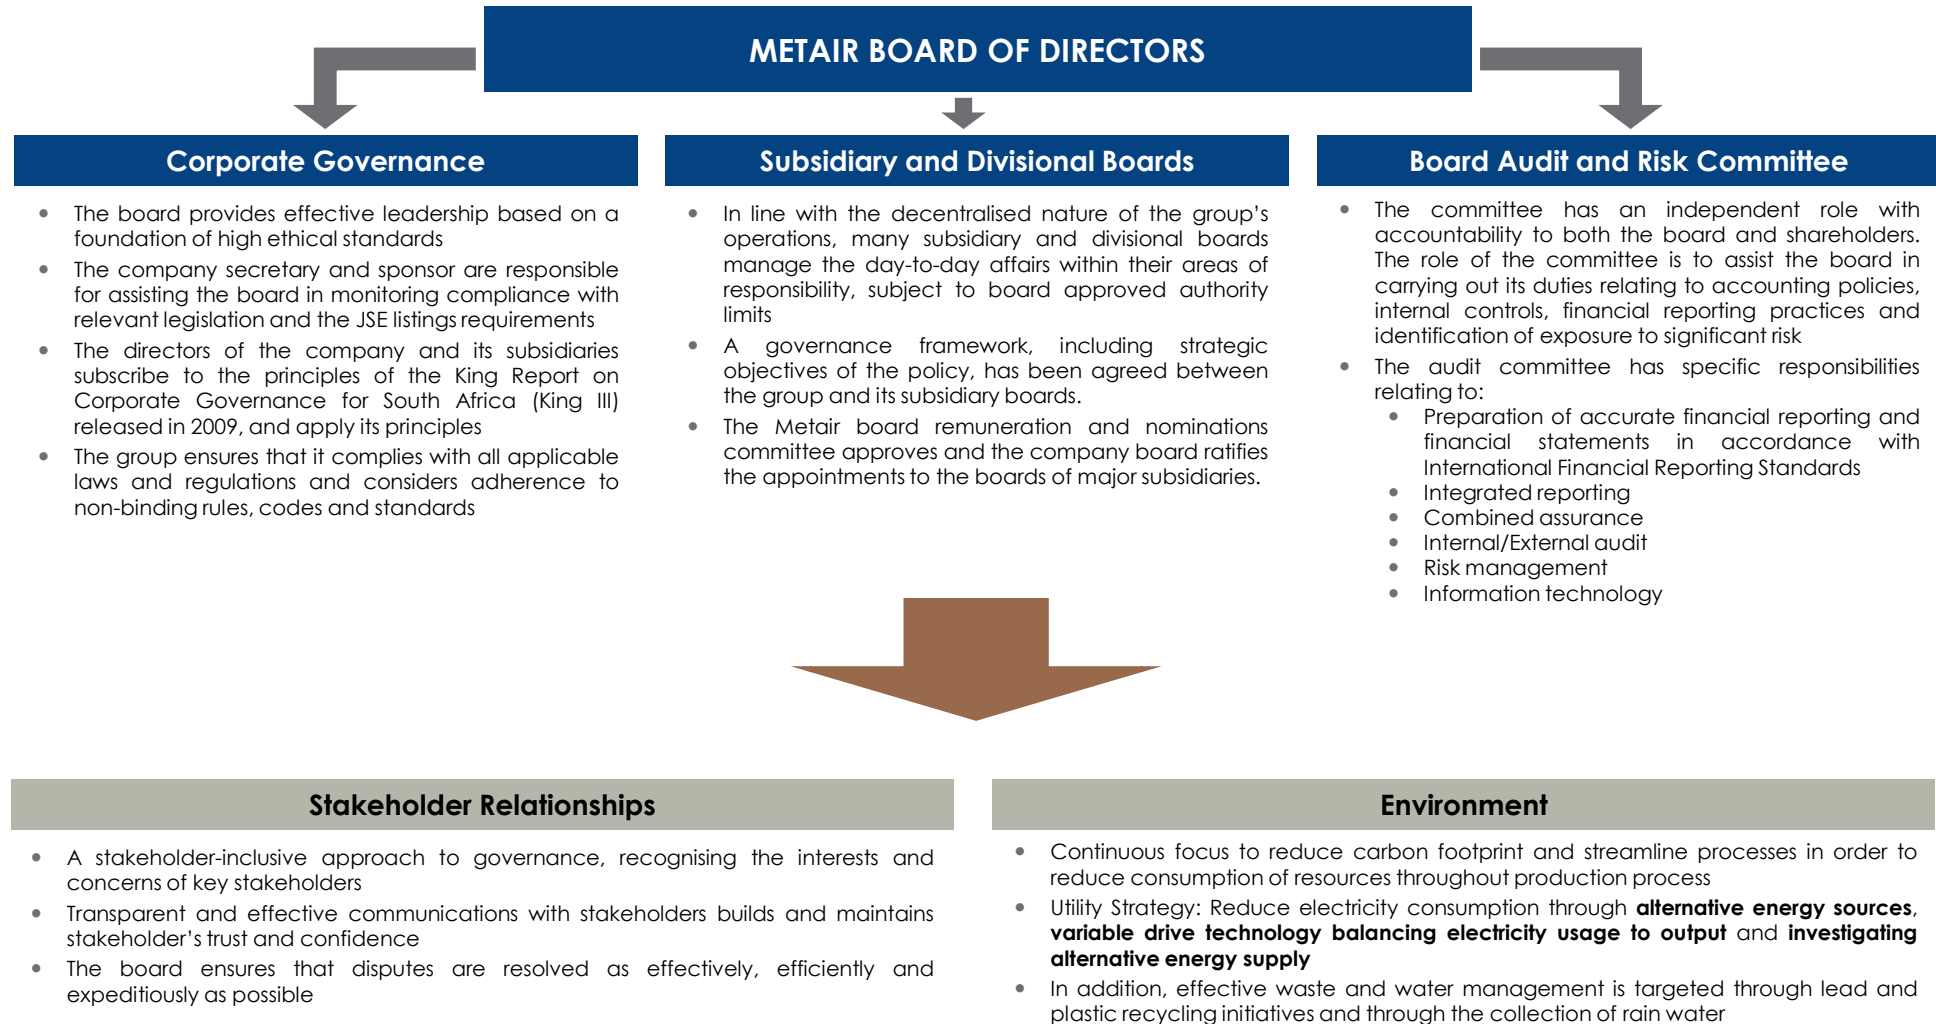 METAIR BOARD OF DIRECTORS
Corporate Governance
• The board provides effective leadership based on a
foundation of high ethical standards
• The company secretary and sponsor are responsible
for assisting the board in monitoring compliance with
relevant legislation and the JSE listings requirements
• The directors of the company and its subsidiaries
subscribe to the principles of the King Report on
Corporate Governance for South Africa (King III)
released in 2009, and apply its principles
• The group ensures that it complies with all applicable
laws and regulations and considers adherence to
non-binding rules, codes and standards
Subsidiary and Divisional Boards
• In line with the decentralised nature of the group's
operations, many subsidiary and divisional boards
manage the day-to-day affairs within their areas of
responsibility, subject to board approved authority
limits
• A governance framework, including strategic
objectives of the policy, has been agreed between
the group and its subsidiary boards.
• The Metair board remuneration and nominations
committee approves and the company board ratifies
the appointments to the boards of major subsidiaries.
Board Audit and Risk Committee
• The committee has an independent role with
accountability to both the board and shareholders.
The role of the committee is to assist the board in
carrying out its duties relating to accounting policies,
internal controls, financial reporting practices and
identification of exposure to significant risk
• The audit committee has specific responsibilities
relating to:
• Preparation of accurate financial reporting and
financial statements in accordance with
International Financial Reporting Standards
• Integrated reporting
• Combined assurance
• Internal/External audit
• Risk management
• Information technology
Stakeholder Relationships
• A stakeholder-inclusive approach to governance, recognising the interests and
concerns of key stakeholders
• Transparent and effective communications with stakeholders builds and maintains
stakeholder's trust and confidence
• The board ensures that disputes are resolved as effectively, efficiently and
expeditiously as possible
Environment
• Continuous focus to reduce carbon footprint and streamline processes in order to
reduce consumption of resources throughout production process
• Utility Strategy: Reduce electricity consumption through alternative energy sources,
variable drive technology balancing electricity usage to output and investigating
alternative energy supply
• In addition, effective waste and water management is targeted through lead and
plastic recycling initiatives and through the collection of rain water